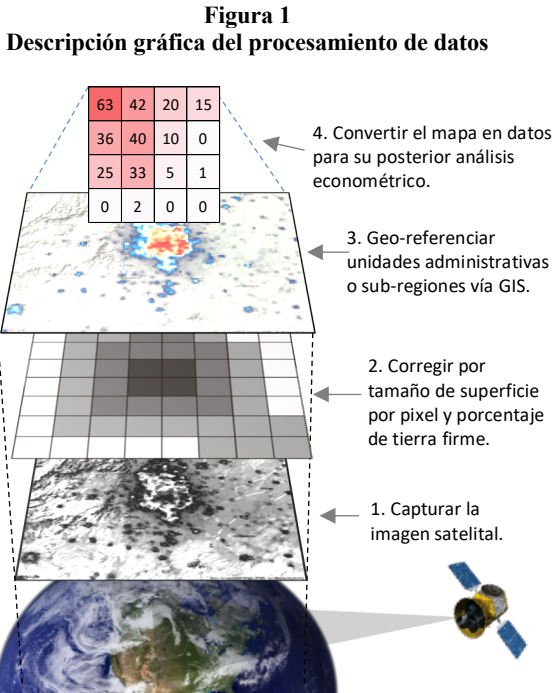 Figura 1
Descripción gráfica del procesamiento de datos
63 42 20 15
36 40 10 0
25 33 5 1
0 2 0 0
4. Convertir el mapa en datos
para su posterior análisis
econométrico.
3. Geo-referenciar
unidades administrativas
o sub-regiones vía GIS.
2. Corregir por
tamaño de superficie
por pixel y porcentaje
de tierra firme.
1. Capturar la
imagen satelital.